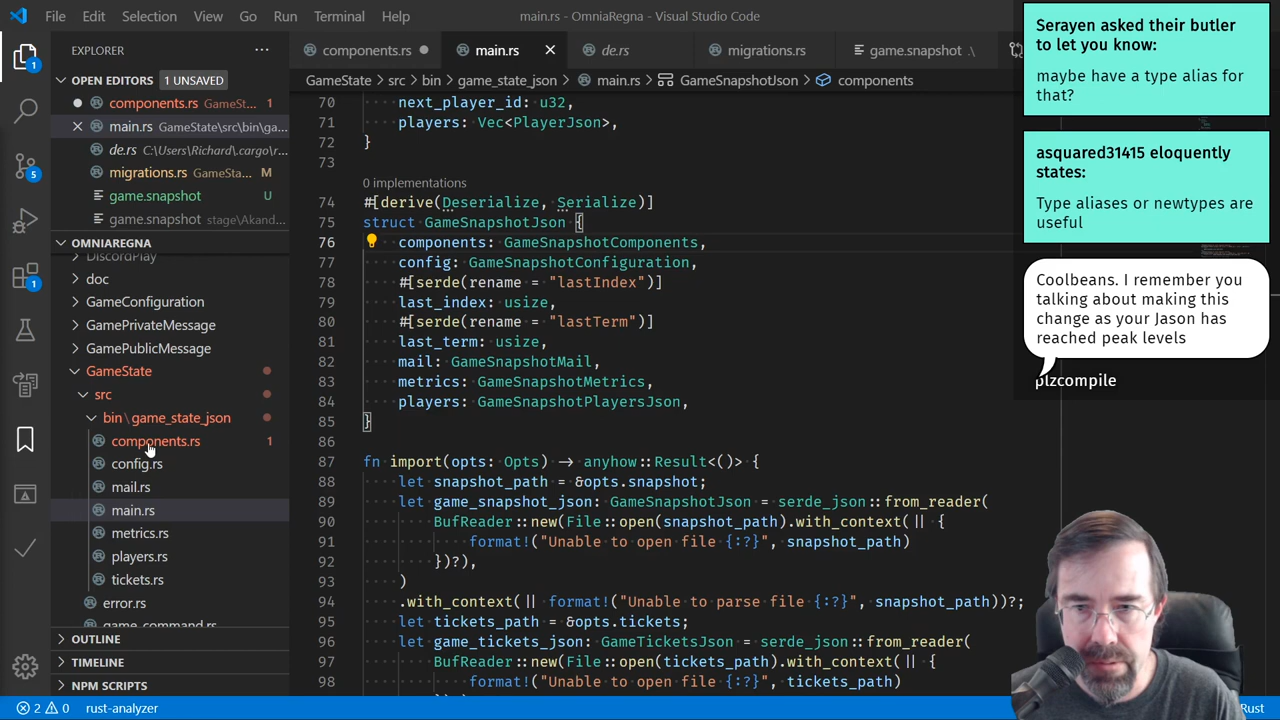 File Edit Selection View Go Run Terminal Help main.rs - OmniaRegna - Visual Studio Code
EXPLORER
OPEN EDITORS 1 UNSAVED
components.rs GameSt... 1
main.rs GameState\src\bin\ga...
de.rs C:\Users\Richard\.cargo\r...
migrations.rs GameSta... M
game.snapshot U
game.snapshot stage\Akand...
OMNIAREGNA
DiscordPlay
doc
GameConfiguration
GamePrivateMessage
GamePublicMessage
GameState
src
bin\game_state_json
components.rs 1
config.rs
mail.rs
main.rs
metrics.rs
players.rs
tickets.rs
error.rs
game_command.rs
OUTLINE
TIMELINE
NPM SCRIPTS
1
5
1
components.rs main.rs de.rs migrations.rs game.snapshot .\
GameState > src > bin > game_state_json > main.rs > GameSnapshotJson > components
70 next_player_id: u32,
71 players: Vec<PlayerJson>,
72 }
73
0 implementations
74 #[derive(Deserialize, Serialize)]
75 struct GameSnapshotJson {
76 components: GameSnapshotComponents,
77 config: GameSnapshotConfiguration,
78 #[serde(rename = "lastIndex")]
79 last_index: usize,
80 #[serde(rename = "lastTerm")]
81 last_term: usize,
82 mail: GameSnapshotMail,
83 metrics: GameSnapshotMetrics,
84 players: GameSnapshotPlayersJson,
85 }
86
87 fn import(opts: Opts) -> anyhow::Result<()> {
88 let snapshot_path = &opts.snapshot;
89 let game_snapshot_json: GameSnapshotJson = serde_json::from_reader(
90 BufReader::new(File::open(snapshot_path).with_context(|| {
91 format!("Unable to open file {:?}", snapshot_path)
92 })?),
93 )
94 .with_context(|| format!("Unable to parse file {:?}", snapshot_path))?;
95 let tickets_path = &opts.tickets;
96 let game_tickets_json: GameTicketsJson = serde_json::from_reader(
97 BufReader::new(File::open(tickets_path).with_context(|| {
98 format!("Unable to open file {:?}", tickets_path)
Serayen asked their butler
to let you know:
maybe have a type alias for
that?
asquared31415 eloquently
states:
Type aliases or newtypes are
useful
Coolbeans. I remember you
talking about making this
change as your Jason has
reached peak levels
plzcompile
2 0 rust-analyzer
Rust